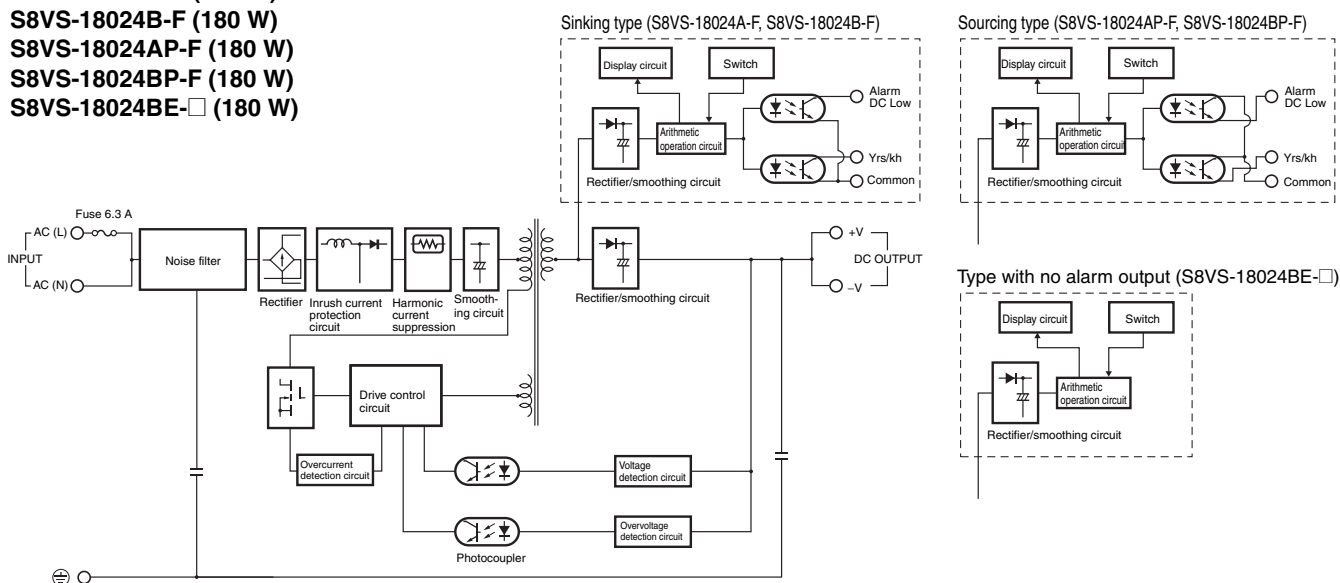 S8VS-18024B-F (180 W)
S8VS-18024AP-F (180 W)
S8VS-18024BP-F (180 W)
S8VS-18024BE-□ (180 W)
Sinking type (S8VS-18024A-F, S8VS-18024B-F)
Display circuit
Switch
Alarm
DC Low
Arithmetic
operation circuit
Yrs/kh
Common
Rectifier/smoothing circuit
Sourcing type (S8VS-18024AP-F, S8VS-18024BP-F)
Display circuit
Switch
Alarm
DC Low
Arithmetic
operation circuit
Yrs/kh
Common
Rectifier/smoothing circuit
Fuse 6.3 A
AC (L)
INPUT
AC (N)
Noise filter
Rectifier
Inrush current
protection
circuit
Harmonic
current
suppression
Smooth-
ing circuit
Rectifier/smoothing circuit
+V
DC OUTPUT
–V
Type with no alarm output (S8VS-18024BE-□)
Display circuit
Switch
Arithmetic
operation circuit
Rectifier/smoothing circuit
Drive control
circuit
Overcurrent
detection circuit
Voltage
detection circuit
Overvoltage
detection circuit
Photocoupler